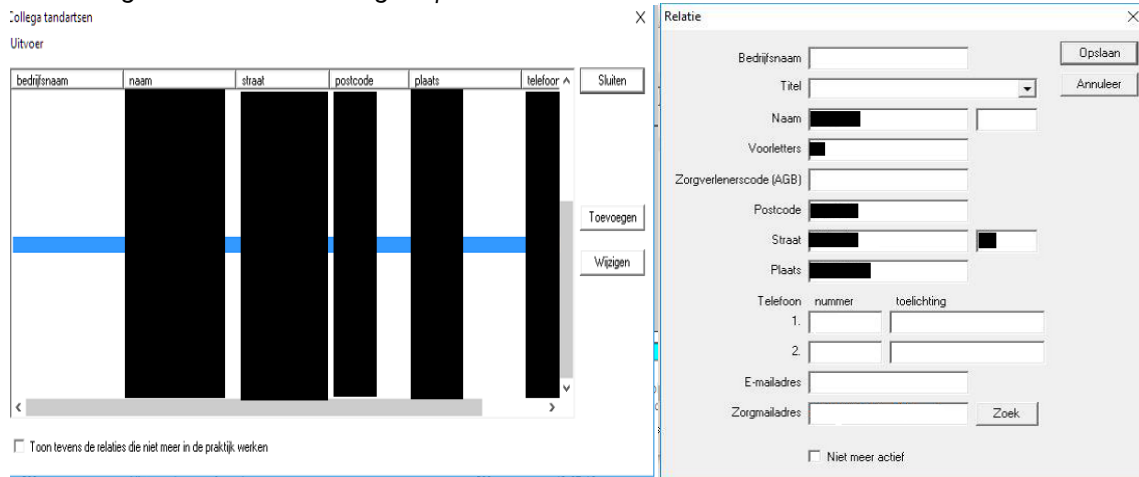 Collega tandartsen
Uitvoer
bedrijfsnaam naam straat postcode plaats telefoor
Sluiten
Toevoegen
Wijzigen
Toon tevens de relaties die niet meer in de praktijk werken
Relatie
Bedrijfsnaam
Opslaan
Titel
Annuleer
Naam
Voorletters
Zorgverlenerscode (AGB)
Postcode
Straat
Plaats
Telefoon nummer toelichting
1.
2.
E-mailadres
Zorgmailadres Zoek
Niet meer actief